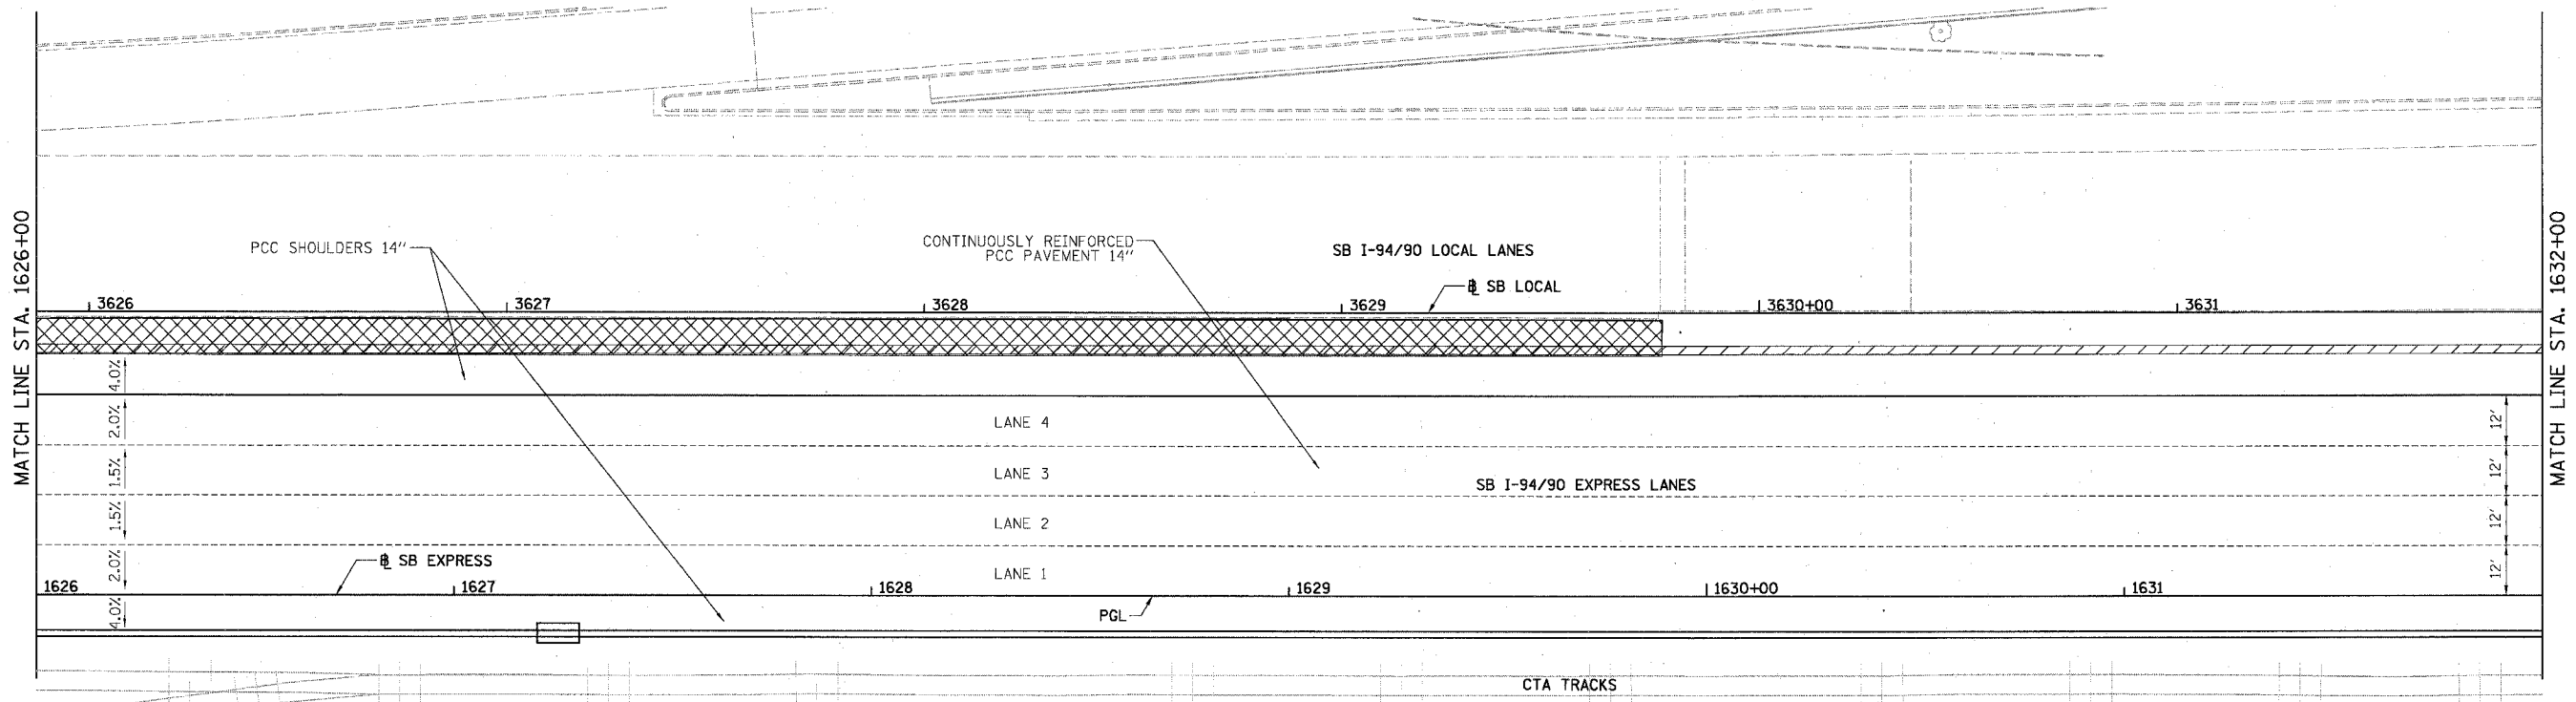 MATCH LINE STA. 1626+00
MATCH LINE STA. 1632+00
PCC SHOULDERS 14"
CONTINUOUSLY REINFORCED
PCC PAVEMENT 14"
SB I-94/90 LOCAL LANES
℄ SB LOCAL
3626
3627
3628
3629
3630+00
3631
4.0%
2.0%
1.5%
1.5%
2.0%
4.0%
LANE 4
LANE 3
LANE 2
LANE 1
SB I-94/90 EXPRESS LANES
12'
12'
12'
12'
℄ SB EXPRESS
1626
1627
1628
1629
1630+00
1631
PGL
CTA TRACKS